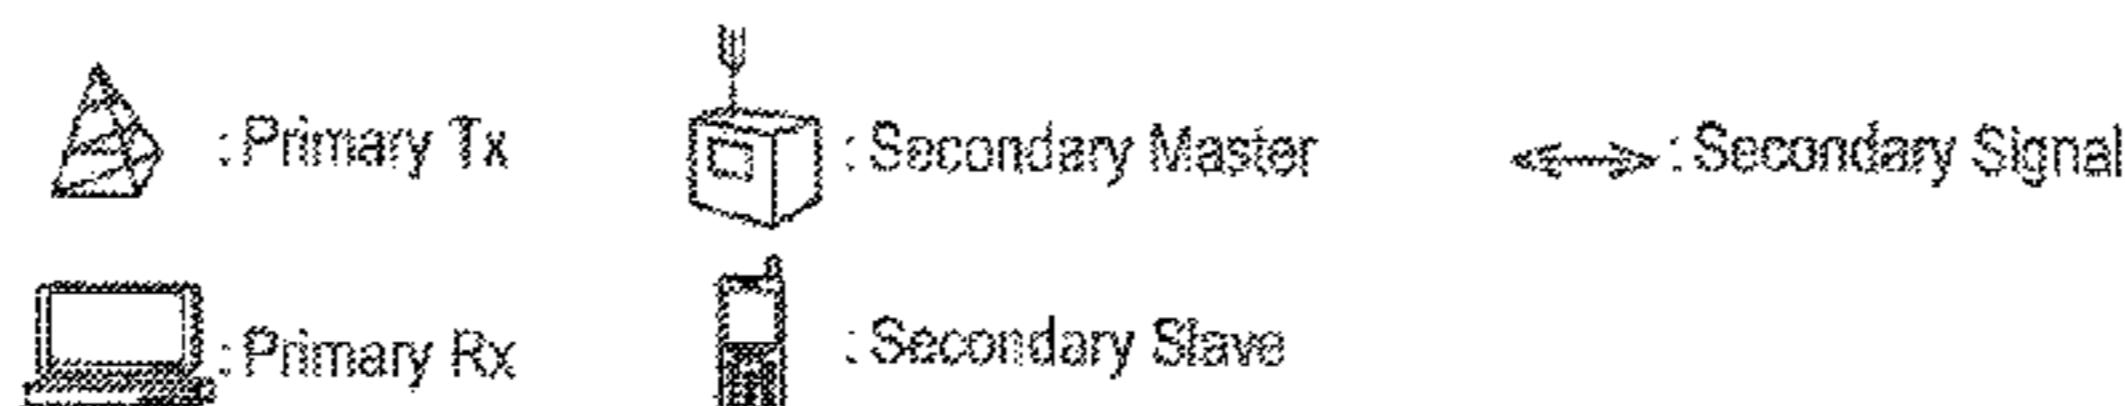 : Primary Tx
: Secondary Master
: Secondary Signal
: Primary Rx
: Secondary Slave